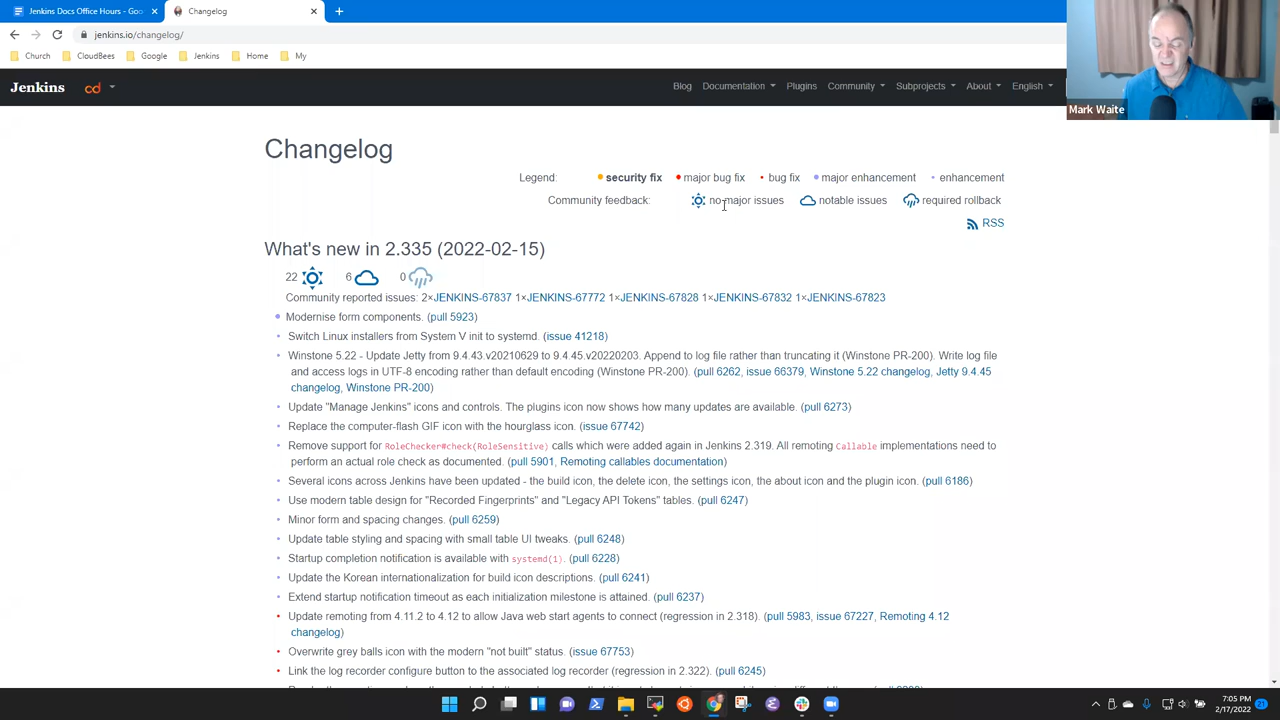 Jenkins Docs Office Hours - Goo
Changelog
jenkins.io/changelog/
Church
CloudBees
Google
Jenkins
Home
My
Jenkins
cd
Blog
Documentation
Plugins
Community
Subprojects
About
English
Mark Waite
Changelog
Legend: security fix major bug fix bug fix major enhancement enhancement
Community feedback: no major issues notable issues required rollback
RSS
What's new in 2.335 (2022-02-15)
22 6 0
Community reported issues: 2×JENKINS-67837 1×JENKINS-67772 1×JENKINS-67828 1×JENKINS-67832 1×JENKINS-67823
Modernise form components. (pull 5923)
Switch Linux installers from System V init to systemd. (issue 41218)
Winstone 5.22 - Update Jetty from 9.4.43.v20210629 to 9.4.45.v20220203. Append to log file rather than truncating it (Winstone PR-200). Write log file
and access logs in UTF-8 encoding rather than default encoding (Winstone PR-200). (pull 6262, issue 66379, Winstone 5.22 changelog, Jetty 9.4.45
changelog, Winstone PR-200)
Update "Manage Jenkins" icons and controls. The plugins icon now shows how many updates are available. (pull 6273)
Replace the computer-flash GIF icon with the hourglass icon. (issue 67742)
Remove support for RoleChecker#check(RoleSensitive) calls which were added again in Jenkins 2.319. All remoting Callable implementations need to
perform an actual role check as documented. (pull 5901, Remoting callables documentation)
Several icons across Jenkins have been updated - the build icon, the delete icon, the settings icon, the about icon and the plugin icon. (pull 6186)
Use modern table design for "Recorded Fingerprints" and "Legacy API Tokens" tables. (pull 6247)
Minor form and spacing changes. (pull 6259)
Update table styling and spacing with small table UI tweaks. (pull 6248)
Startup completion notification is available with systemd(1). (pull 6228)
Update the Korean internationalization for build icon descriptions. (pull 6241)
Extend startup notification timeout as each initialization milestone is attained. (pull 6237)
Update remoting from 4.11.2 to 4.12 to allow Java web start agents to connect (regression in 2.318). (pull 5983, issue 67227, Remoting 4.12
changelog)
Overwrite grey balls icon with the modern "not built" status. (issue 67753)
Link the log recorder configure button to the associated log recorder (regression in 2.322). (pull 6245)
7:05 PM
2/17/2022